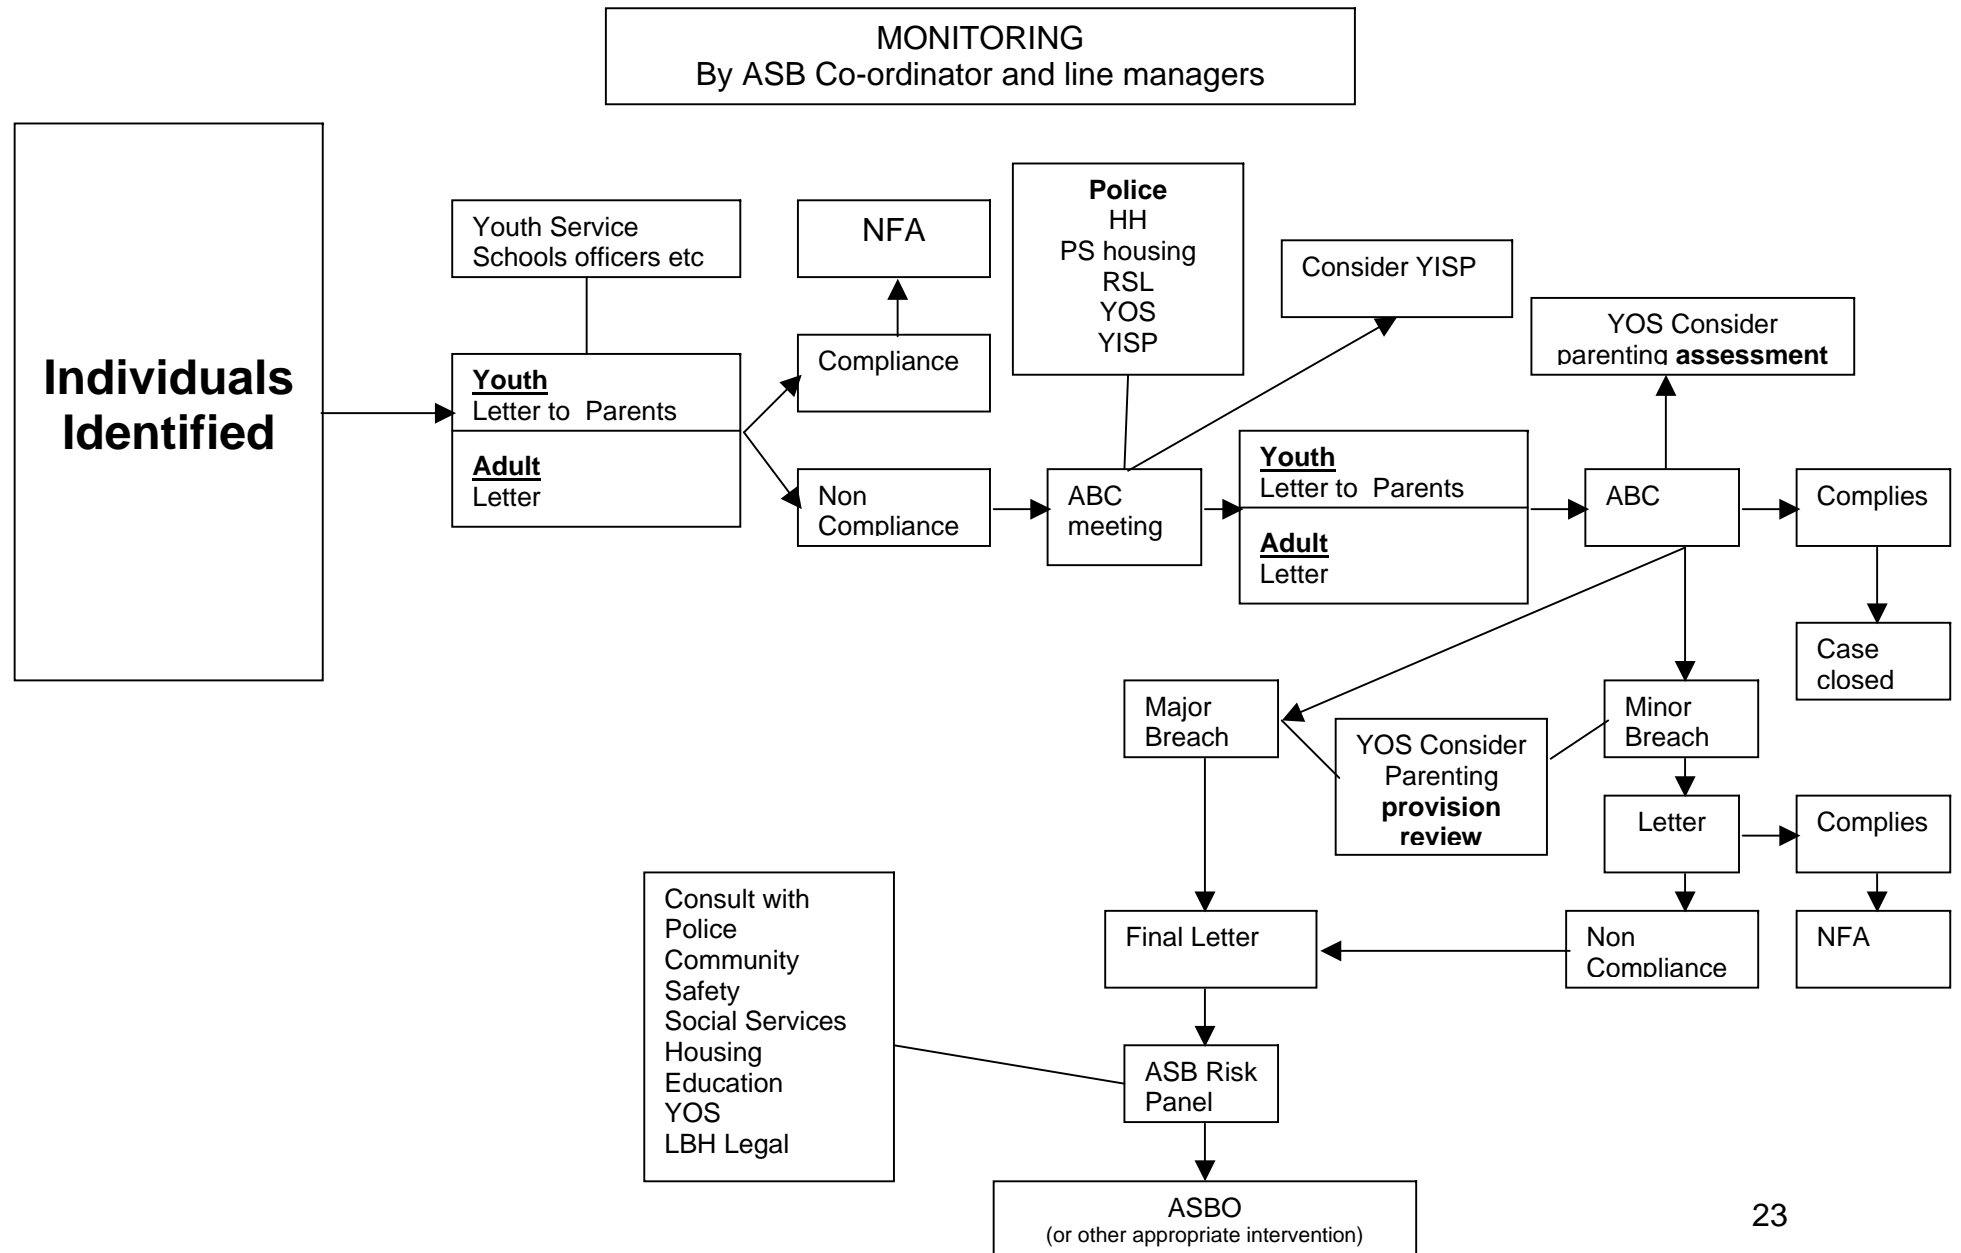 MONITORING
By ASB Co-ordinator and line managers
Individuals
Identified
Youth Service
Schools officers etc
Youth
Letter to Parents
Adult
Letter
NFA
Compliance
Non
Compliance
Police
HH
PS housing
RSL
YOS
YISP
ABC
meeting
Consider YISP
Youth
Letter to Parents
Adult
Letter
YOS Consider
parenting assessment
ABC
Complies
Case
closed
Major
Breach
YOS Consider
Parenting
provision
review
Minor
Breach
Letter
Complies
Final Letter
Non
Compliance
NFA
Consult with
Police
Community
Safety
Social Services
Housing
Education
YOS
LBH Legal
ASB Risk
Panel
ASBO
(or other appropriate intervention)
23